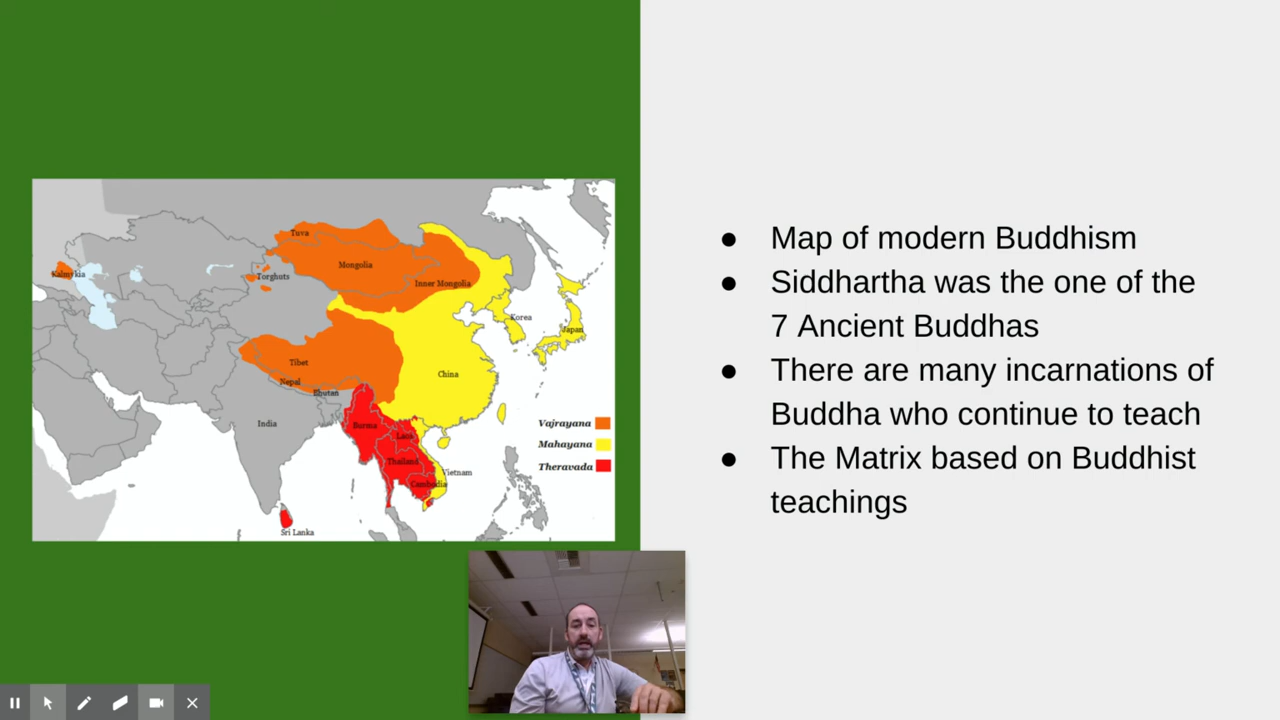 Tuva
Kalmykia
Torghuts
Mongolia
Inner Mongolia
Korea
Japan
Tibet
Nepal
Bhutan
China
India
Burma
Laos
Thailand
Vietnam
Cambodia
Sri Lanka
Vajrayana
Mahayana
Theravada
● Map of modern Buddhism
● Siddhartha was the one of the
7 Ancient Buddhas
● There are many incarnations of
Buddha who continue to teach
● The Matrix based on Buddhist
teachings